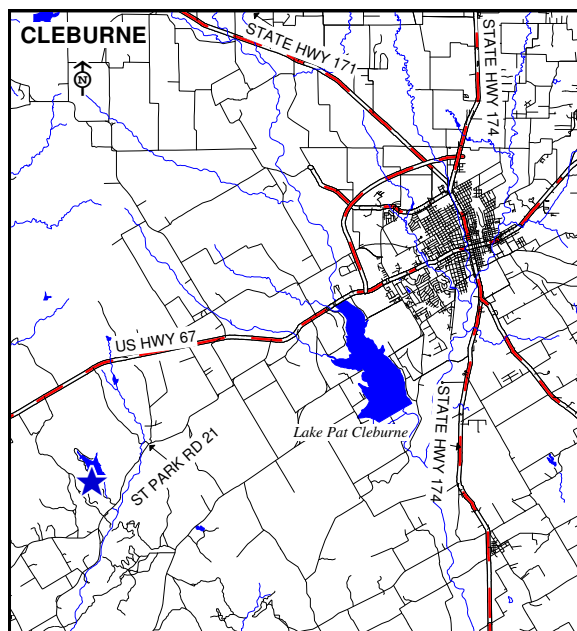 CLEBURNE
N
STATE HWY 171
STATE HWY 174
US HWY 67
Lake Pat Cleburne
STATE HWY 174
ST PARK RD 21